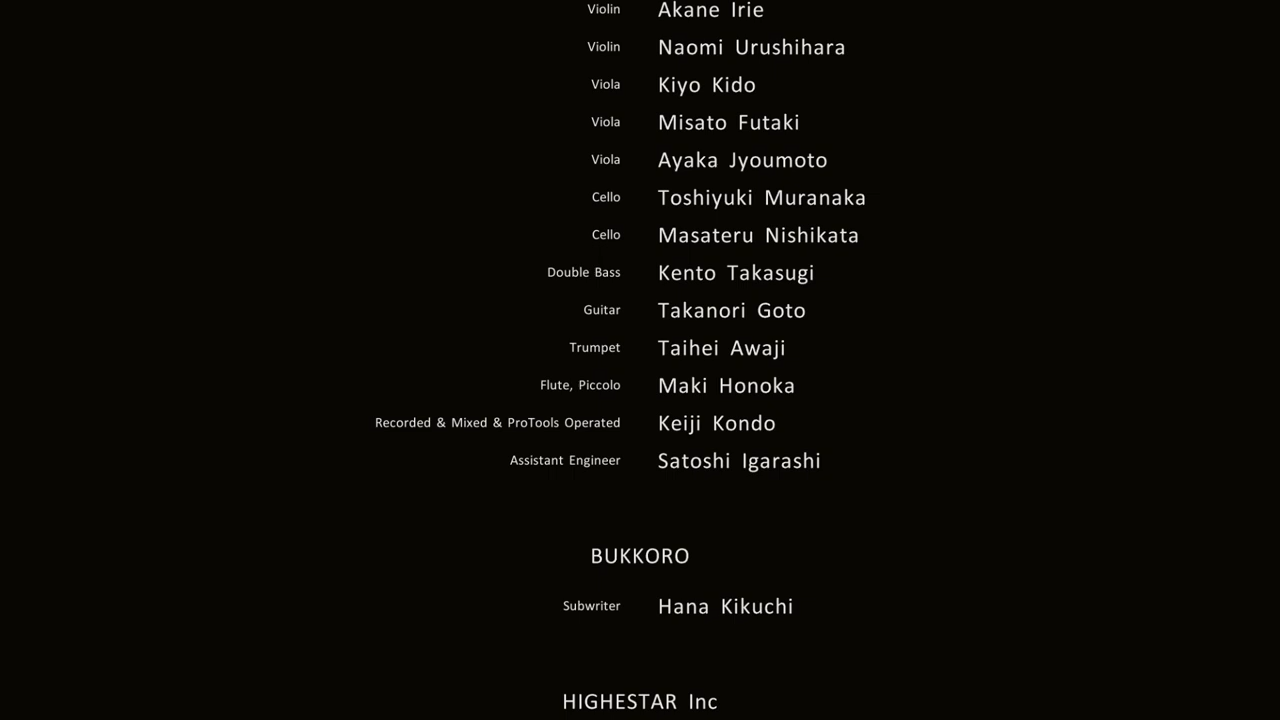 Violin Akane Irie
Violin Naomi Urushihara
Viola Kiyo Kido
Viola Misato Futaki
Viola Ayaka Jyoumoto
Cello Toshiyuki Muranaka
Cello Masateru Nishikata
Double Bass Kento Takasugi
Guitar Takanori Goto
Trumpet Taihei Awaji
Flute, Piccolo Maki Honoka
Recorded & Mixed & ProTools Operated Keiji Kondo
Assistant Engineer Satoshi Igarashi
BUKKORO
Subwriter Hana Kikuchi
HIGHESTAR Inc